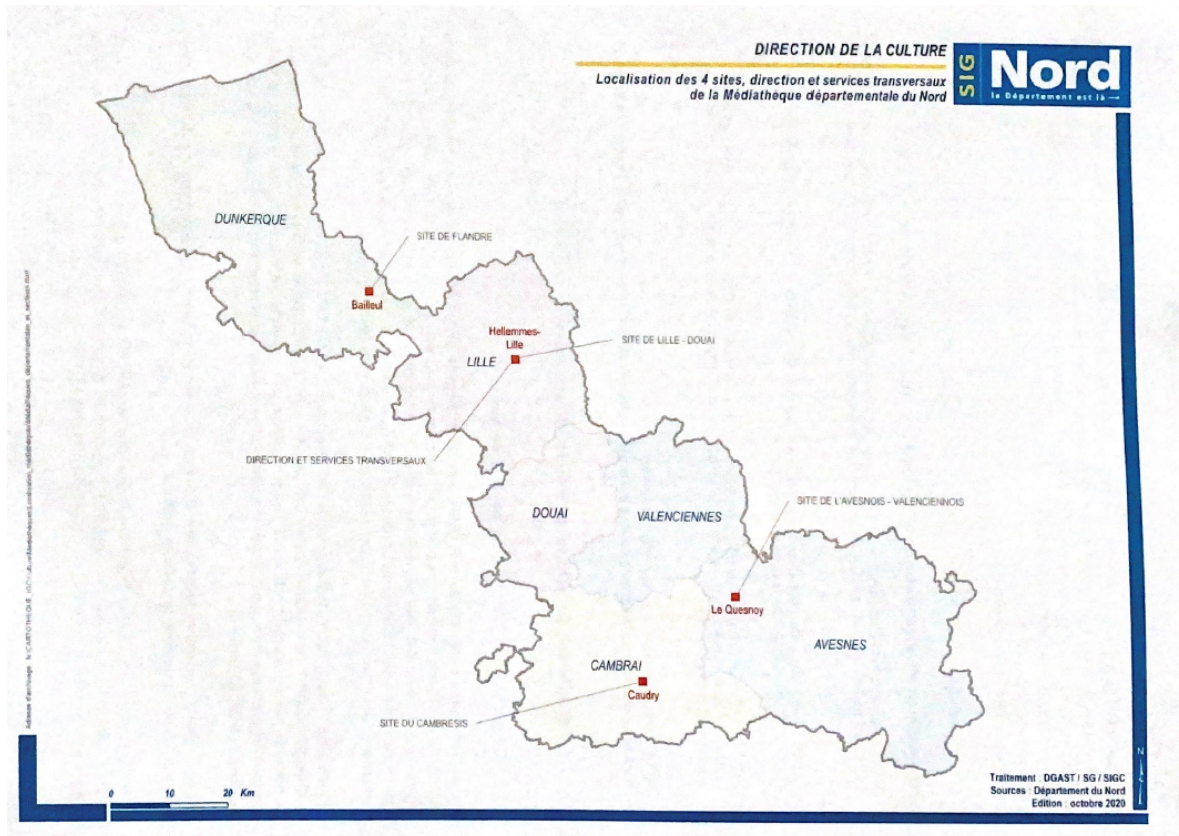 DIRECTION DE LA CULTURE
Localisation des 4 sites, direction et services transversaux
de la Médiathèque départementale du Nord
SIG
Nord
le Département est là
DUNKERQUE
SITE DE FLANDRE
Bailleul
Hellemmes-
Lille
LILLE
SITE DE LILLE - DOUAI
DIRECTION ET SERVICES TRANSVERSAUX
DOUAI
VALENCIENNES
SITE DE L'AVESNOIS - VALENCIENNOIS
Le Quesnoy
AVESNES
CAMBRAI
Caudry
SITE DU CAMBRESIS
Adresse d'archivage
0 10 20 Km
N
Traitement : DGAST / SG / SIGC
Sources : Département du Nord
Edition : octobre 2020